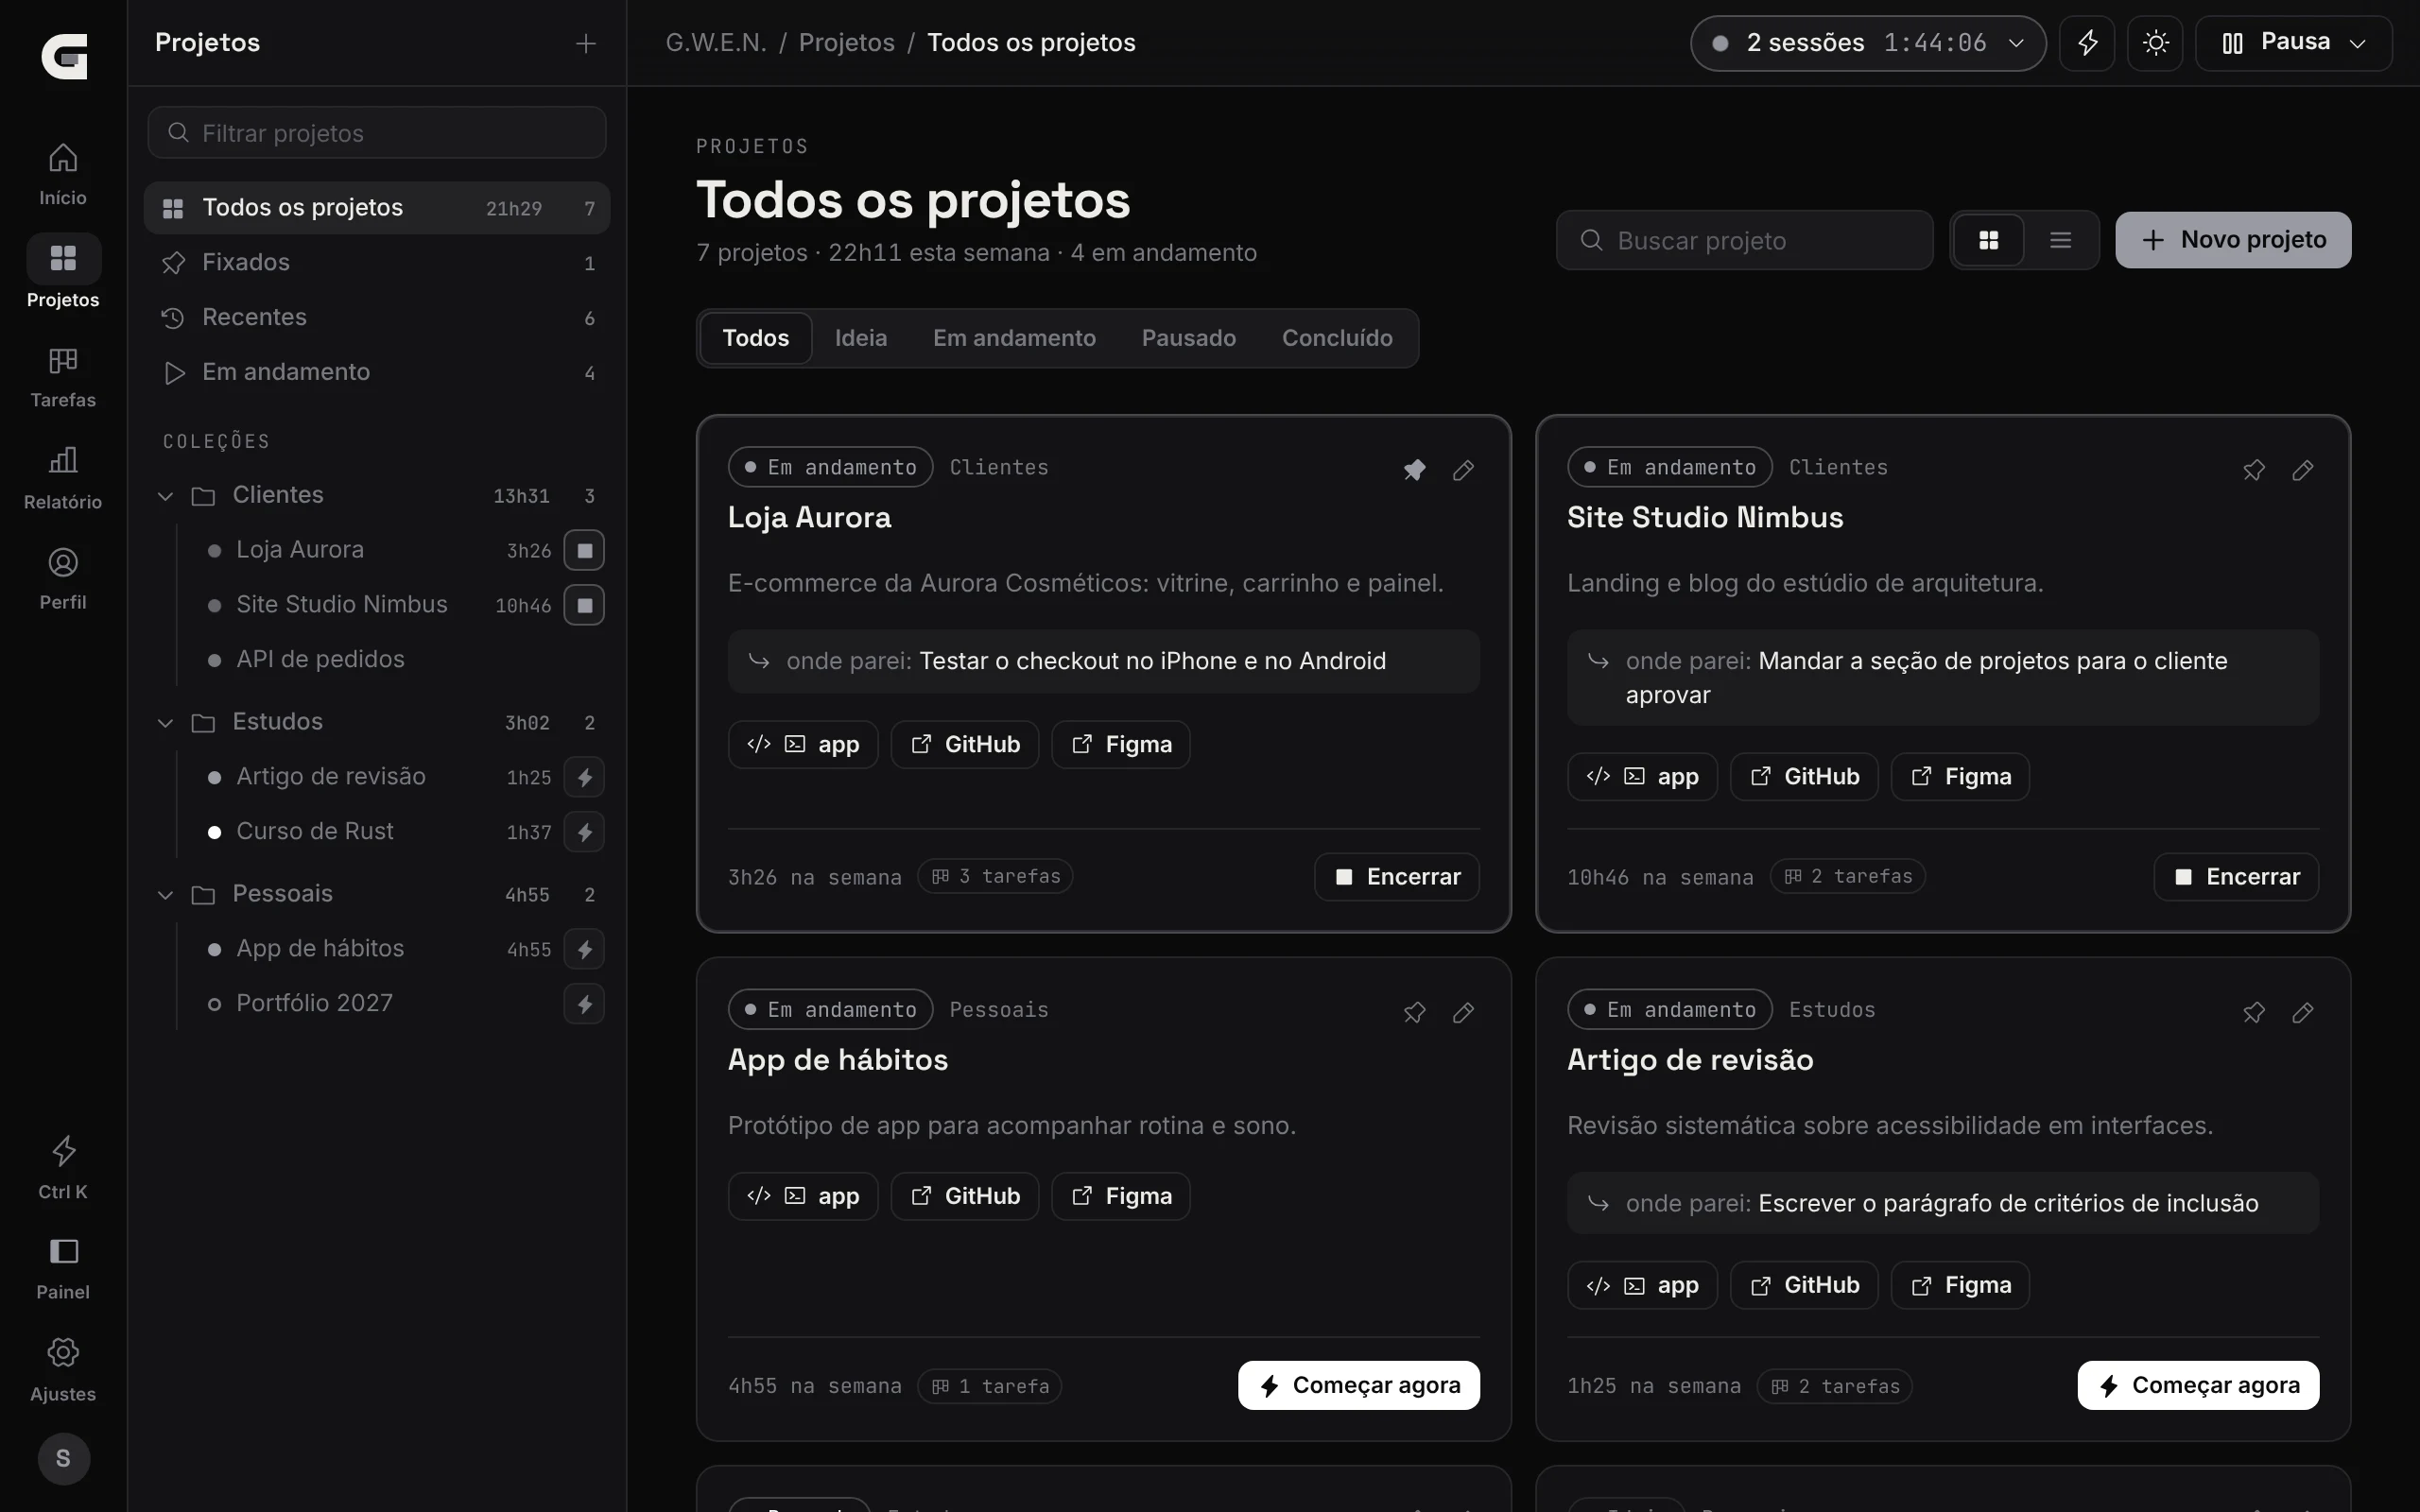 Projetos
G.W.E.N. / Projetos / Todos os projetos
2 sessões 1:44:06
Pausa
Início
Projetos
Tarefas
Relatório
Perfil
Ctrl K
Painel
Ajustes
S
Filtrar projetos
Todos os projetos 21h29 7
Fixados 1
Recentes 6
Em andamento 4
COLEÇÕES
Clientes 13h31 3
Loja Aurora 3h26
Site Studio Nimbus 10h46
API de pedidos
Estudos 3h02 2
Artigo de revisão 1h25
Curso de Rust 1h37
Pessoais 4h55 2
App de hábitos 4h55
Portfólio 2027
PROJETOS
Todos os projetos
7 projetos · 22h11 esta semana · 4 em andamento
Buscar projeto
Novo projeto
Todos Ideia Em andamento Pausado Concluído
Em andamento Clientes
Loja Aurora
E-commerce da Aurora Cosméticos: vitrine, carrinho e painel.
onde parei: Testar o checkout no iPhone e no Android
app GitHub Figma
3h26 na semana 3 tarefas Encerrar
Em andamento Clientes
Site Studio Nimbus
Landing e blog do estúdio de arquitetura.
onde parei: Mandar a seção de projetos para o cliente
aprovar
app GitHub Figma
10h46 na semana 2 tarefas Encerrar
Em andamento Pessoais
App de hábitos
Protótipo de app para acompanhar rotina e sono.
app GitHub Figma
4h55 na semana 1 tarefa Começar agora
Em andamento Estudos
Artigo de revisão
Revisão sistemática sobre acessibilidade em interfaces.
onde parei: Escrever o parágrafo de critérios de inclusão
app GitHub Figma
1h25 na semana 2 tarefas Começar agora